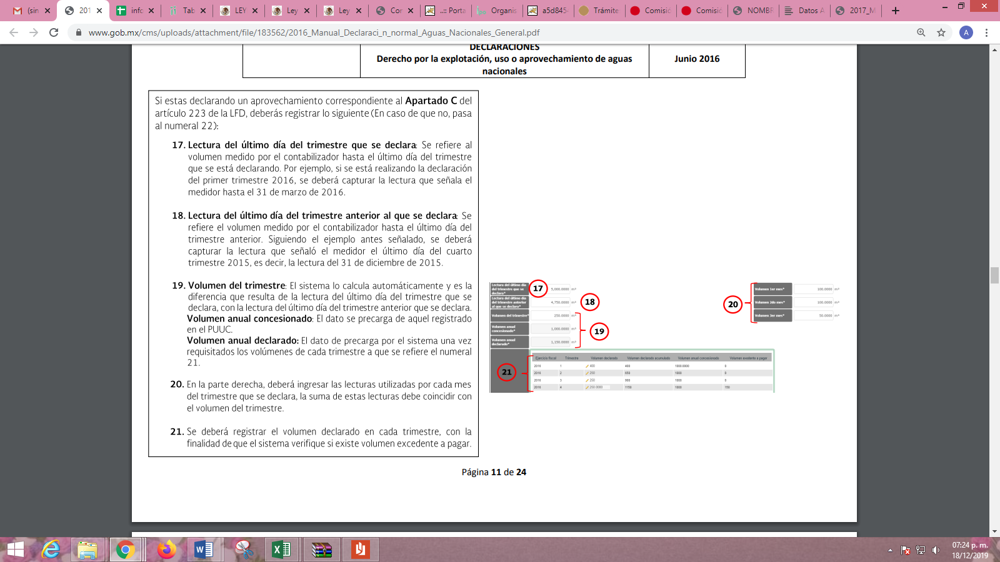 (sin
201
info
Tab
LEY
Ley
Ley
Cor
..:: Porta
Organis
a5d845
Trámite
Comisió
Comisió
NOMBR
Datos A
2017_M
www.gob.mx/cms/uploads/attachment/file/183562/2016_Manual_Declaraci_n_normal_Aguas_Nacionales_General.pdf
A
DECLARACIONES
Derecho por la explotación, uso o aprovechamiento de aguas
nacionales
Junio 2016
Si estas declarando un aprovechamiento correspondiente al Apartado C del
artículo 223 de la LFD, deberás registrar lo siguiente (En caso de que no, pasa
al numeral 22):
17. Lectura del último día del trimestre que se declara: Se refiere al
volumen medido por el contabilizador hasta el último día del trimestre
que se está declarando. Por ejemplo, si se está realizando la declaración
del primer trimestre 2016, se deberá capturar la lectura que señala el
medidor hasta el 31 de marzo de 2016.
18. Lectura del último día del trimestre anterior al que se declara: Se
refiere el volumen medido por el contabilizador hasta el último día del
trimestre anterior. Siguiendo el ejemplo antes señalado, se deberá
capturar la lectura que señaló el medidor el último día del cuarto
trimestre 2015, es decir, la lectura del 31 de diciembre de 2015.
19. Volumen del trimestre: El sistema lo calcula automáticamente y es la
diferencia que resulta de la lectura del último día del trimestre que se
declara, con la lectura del último día del trimestre anterior que se declara.
Volumen anual concesionado: El dato se precarga de aquel registrado
en el PUUC.
Volumen anual declarado: El dato de precarga por el sistema una vez
requisitados los volúmenes de cada trimestre a que se refiere el numeral
21.
20. En la parte derecha, deberá ingresar las lecturas utilizadas por cada mes
del trimestre que se declara, la suma de estas lecturas debe coincidir con
el volumen del trimestre.
21. Se deberá registrar el volumen declarado en cada trimestre, con la
finalidad de que el sistema verifique si existe volumen excedente a pagar.
Lectura del último día
del trimestre que se
declara*
17
5,000.0000 m³
Lectura del último día
del trimestre anterior
al que se declara*
4,750.0000 m³
18
Volumen del trimestre*
250.0000 m³
Volumen anual
concesionado*
1,000.0000 m³
19
Volumen anual
declarado*
1,150.0000 m³
20
Volumen 1er mes* 100.0000 m³
Volumen 2do mes* 100.0000 m³
Volumen 3er mes* 50.0000 m³
21
Ejercicio fiscal Trimestre Volumen declarado Volumen declarado acumulado Volumen anual concesionado Volumen exedente a pagar
2016 1 400 400 1000.0000 0
2016 2 250 650 1000 0
2016 3 250 900 1000 0
2016 4 250.0000 1150 1000 150
Página 11 de 24
07:24 p. m.
18/12/2019